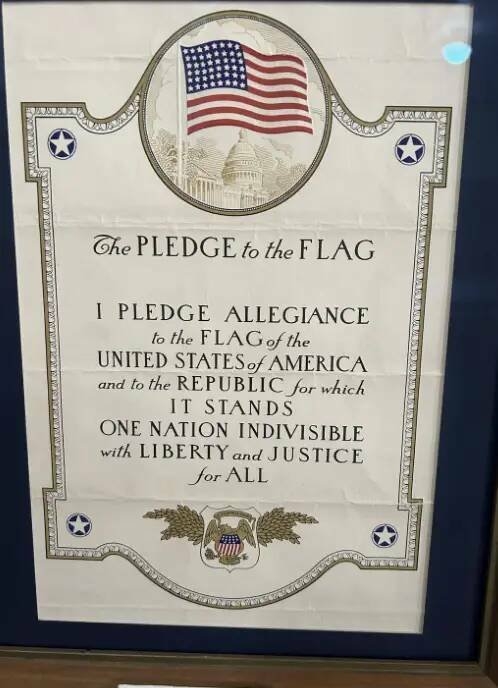 The PLEDGE to the FLAG
I PLEDGE ALLEGIANCE
to the FLAG of the
UNITED STATES of AMERICA
and to the REPUBLIC for which
IT STANDS
ONE NATION INDIVISIBLE
with LIBERTY and JUSTICE
for ALL